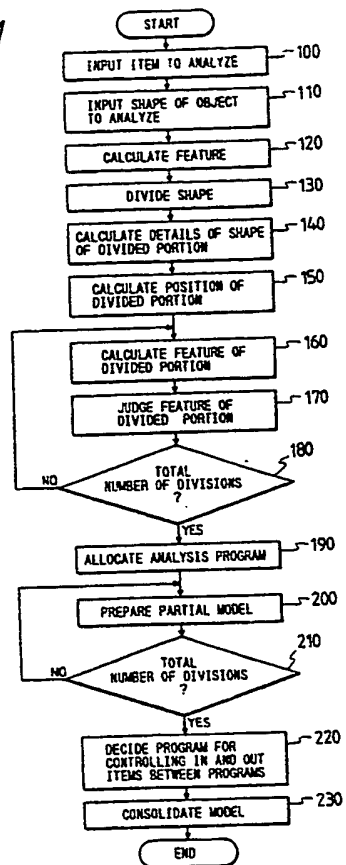 START
INPUT ITEM TO ANALYZE
100
INPUT SHAPE OF OBJECT
TO ANALYZE
110
CALCULATE FEATURE
120
DIVIDE SHAPE
130
CALCULATE DETAILS OF SHAPE
OF DIVIDED PORTION
140
CALCULATE POSITION OF
DIVIDED PORTION
150
CALCULATE FEATURE OF
DIVIDED PORTION
160
JUDGE FEATURE OF
DIVIDED PORTION
170
TOTAL
NUMBER OF DIVISIONS
?
180
NO
YES
ALLOCATE ANALYSIS PROGRAM
190
PREPARE PARTIAL MODEL
200
TOTAL
NUMBER OF DIVISIONS
?
210
NO
YES
DECIDE PROGRAM FOR
CONTROLLING IN AND OUT
ITEMS BETWEEN PROGRAMS
220
CONSOLIDATE MODEL
230
END